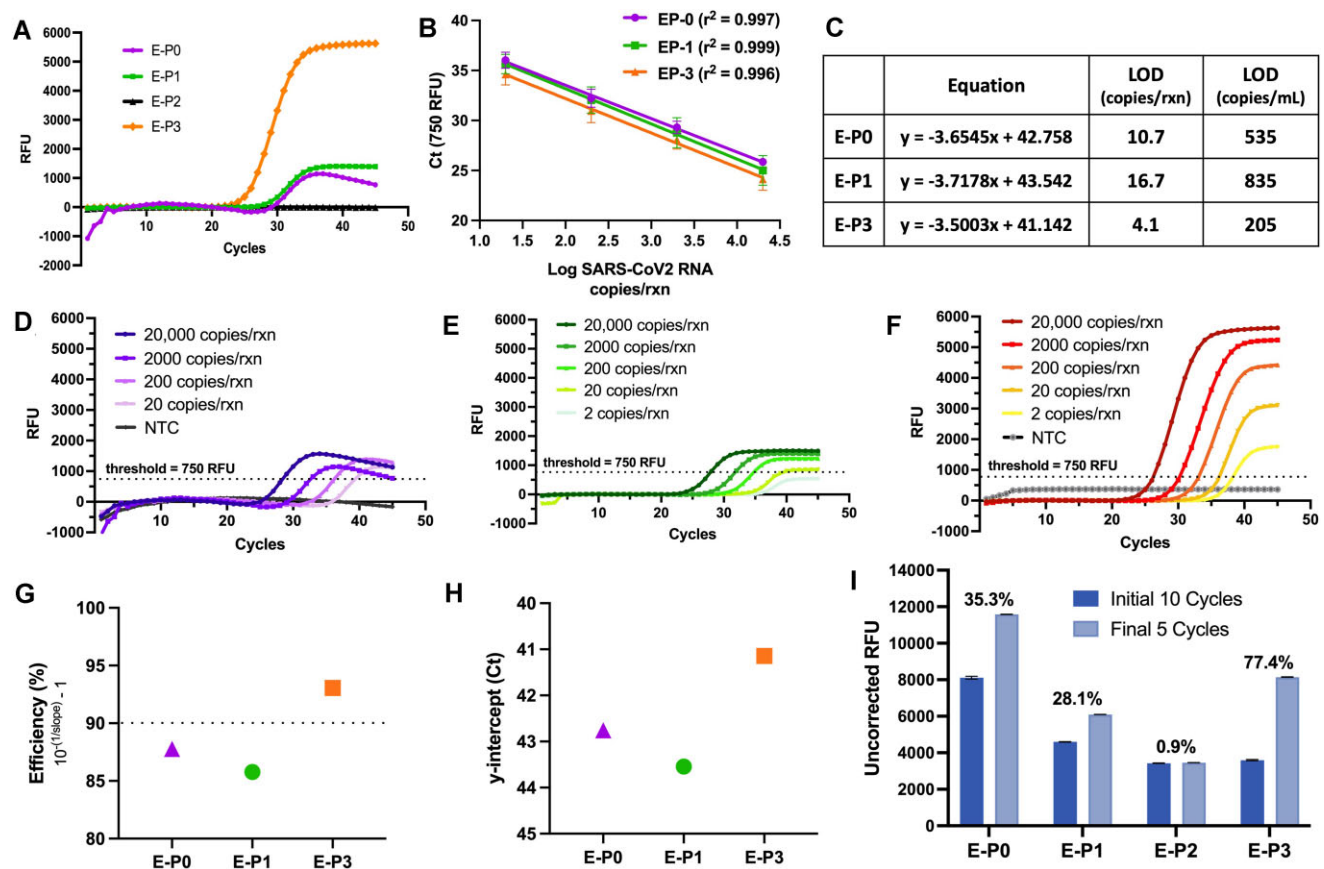 A
6000
5000
4000
3000
2000
1000
0
-1000
-2000
RFU
10 20 30 40 50
Cycles
E-P0
E-P1
E-P2
E-P3
B
40
35
30
25
20
Ct (750 RFU)
EP-0 (r² = 0.997)
EP-1 (r² = 0.999)
EP-3 (r² = 0.996)
1.0 1.5 2.0 2.5 3.0 3.5 4.0 4.5
Log SARS-CoV2 RNA
copies/rxn
C
Equation LOD (copies/rxn) LOD (copies/mL)
E-P0 y = -3.6545x + 42.758 10.7 535
E-P1 y = -3.7178x + 43.542 16.7 835
E-P3 y = -3.5003x + 41.142 4.1 205
D
6000
5000
4000
3000
2000
1000
0
-1000
RFU
20,000 copies/rxn
2000 copies/rxn
200 copies/rxn
20 copies/rxn
NTC
threshold = 750 RFU
10 20 30 40 50
Cycles
E
6000
5000
4000
3000
2000
1000
0
-1000
RFU
20,000 copies/rxn
2000 copies/rxn
200 copies/rxn
20 copies/rxn
2 copies/rxn
threshold = 750 RFU
10 20 30 40 50
Cycles
F
6000
5000
4000
3000
2000
1000
0
-1000
RFU
20,000 copies/rxn
2000 copies/rxn
200 copies/rxn
20 copies/rxn
2 copies/rxn
NTC
threshold = 750 RFU
10 20 30 40 50
Cycles
G
100
95
90
85
80
Efficiency (%)
10^-(1/slope) - 1
E-P0 E-P1 E-P3
H
40
41
42
43
44
45
y-intercept (Ct)
E-P0 E-P1 E-P3
I
14000
12000
10000
8000
6000
4000
2000
0
Uncorrected RFU
Initial 10 Cycles
Final 5 Cycles
35.3%
28.1%
0.9%
77.4%
E-P0 E-P1 E-P2 E-P3